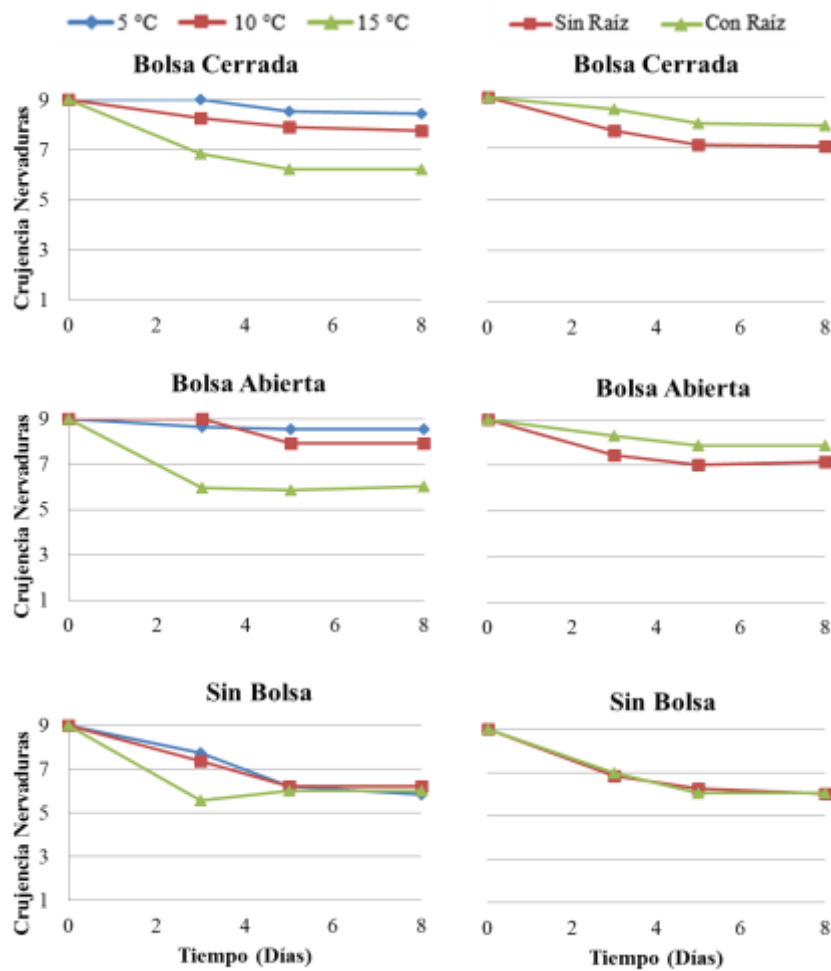 5 °C 10 °C 15 °C
Sin Raíz Con Raíz
Bolsa Cerrada
Bolsa Cerrada
Crujencia Nervaduras
9
7
5
3
1
0 2 4 6 8
0 2 4 6 8
Bolsa Abierta
Bolsa Abierta
Crujencia Nervaduras
9
7
5
3
1
0 2 4 6 8
0 2 4 6 8
Sin Bolsa
Sin Bolsa
Crujencia Nervaduras
9
7
5
3
1
0 2 4 6 8
0 2 4 6 8
Tiempo (Días)
Tiempo (Días)